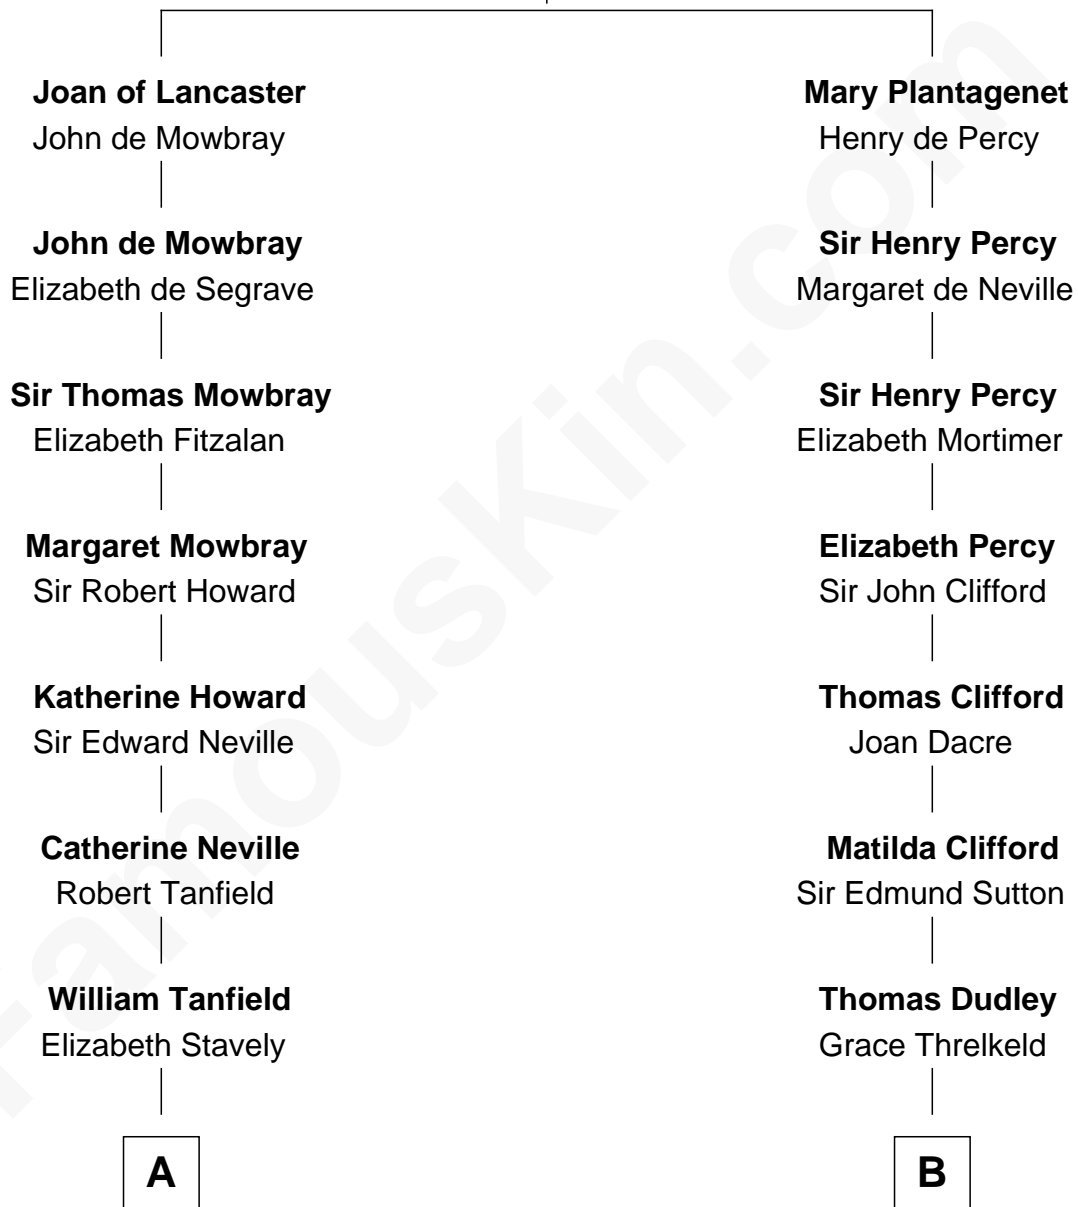 Joan of Lancaster
John de Mowbray
Mary Plantagenet
Henry de Percy
John de Mowbray
Elizabeth de Segrave
Sir Henry Percy
Margaret de Neville
Sir Thomas Mowbray
Elizabeth Fitzalan
Sir Henry Percy
Elizabeth Mortimer
Margaret Mowbray
Sir Robert Howard
Elizabeth Percy
Sir John Clifford
Katherine Howard
Sir Edward Neville
Thomas Clifford
Joan Dacre
Catherine Neville
Robert Tanfield
Matilda Clifford
Sir Edmund Sutton
William Tanfield
Elizabeth Stavely
Thomas Dudley
Grace Threlkeld
A
B
FamousKin.com